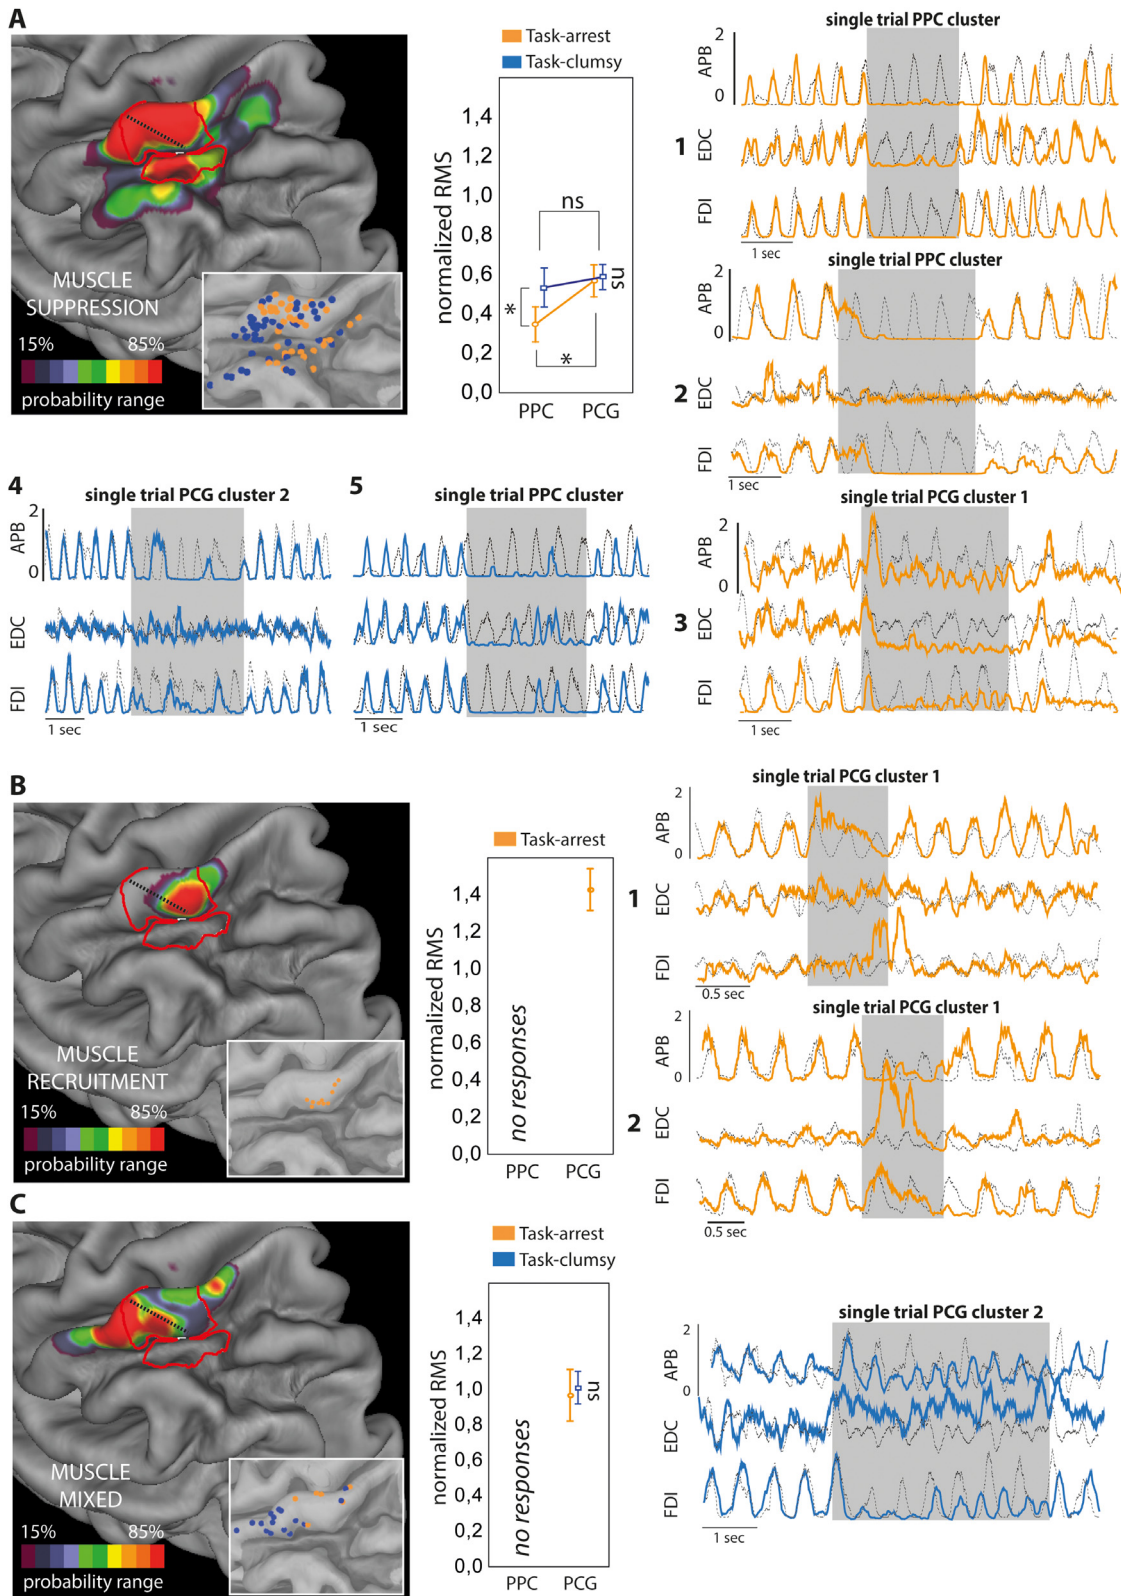 A
MUSCLE
SUPPRESSION
15% 85%
probability range
Task-arrest
Task-clumsy
normalized RMS
1,4
1,2
1,0
0,8
0,6
0,4
0,2
0,0
ns
ns
*
*
PPC PCG
single trial PPC cluster
1
2
0
APB
EDC
FDI
1 sec
single trial PPC cluster
2
2
0
APB
EDC
FDI
1 sec
single trial PCG cluster 1
3
2
0
APB
EDC
FDI
1 sec
4
single trial PCG cluster 2
2
0
APB
EDC
FDI
1 sec
5
single trial PPC cluster
1 sec
B
MUSCLE
RECRUITMENT
15% 85%
probability range
Task-arrest
normalized RMS
1,4
1,2
1,0
0,8
0,6
0,4
0,2
0,0
no responses
PPC PCG
single trial PCG cluster 1
1
2
0
APB
EDC
FDI
0.5 sec
single trial PCG cluster 1
2
2
0
APB
EDC
FDI
0.5 sec
C
MUSCLE
MIXED
15% 85%
probability range
Task-arrest
Task-clumsy
normalized RMS
1,4
1,2
1,0
0,8
0,6
0,4
0,2
0,0
ns
no responses
PPC PCG
single trial PCG cluster 2
2
0
APB
EDC
FDI
1 sec